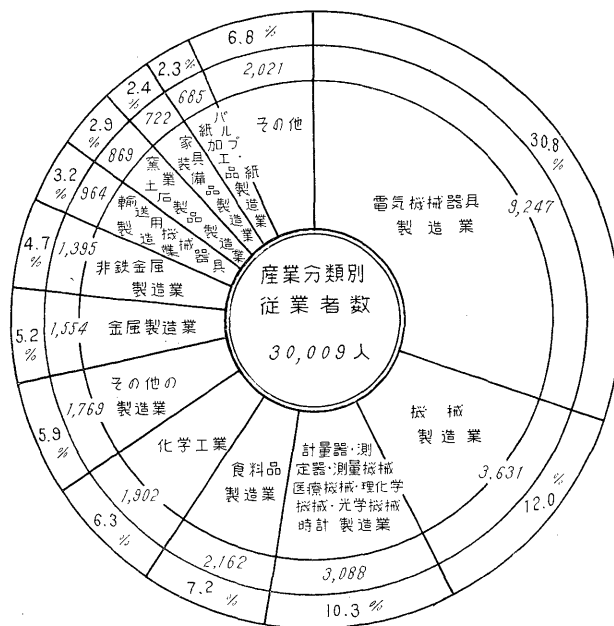 産業分類別
従業者数
30,009人
電気機械器具
製造業
9,247
30.8
%
機械
製造業
3,631
12.0
%
計量器・測
定器・測量機械
医療機械・理化学
機械・光学機械
時計 製造業
3,088
10.3 %
食料品
製造業
2,162
7.2 %
化学工業
1,902
6.3
%
その他の
製造業
1,769
5.9
%
金属製造業
1,554
5.2
%
非鉄金属
製造業
1,395
4.7
%
輸送用機械器具
製造業
964
3.2
%
窯業
土石製品
製造業
869
2.9
%
家具
装備品
製造業
722
2.4
%
パルプ・紙
紙加工品
製造業
685
2.3
%
その他
2,021
6.8 %